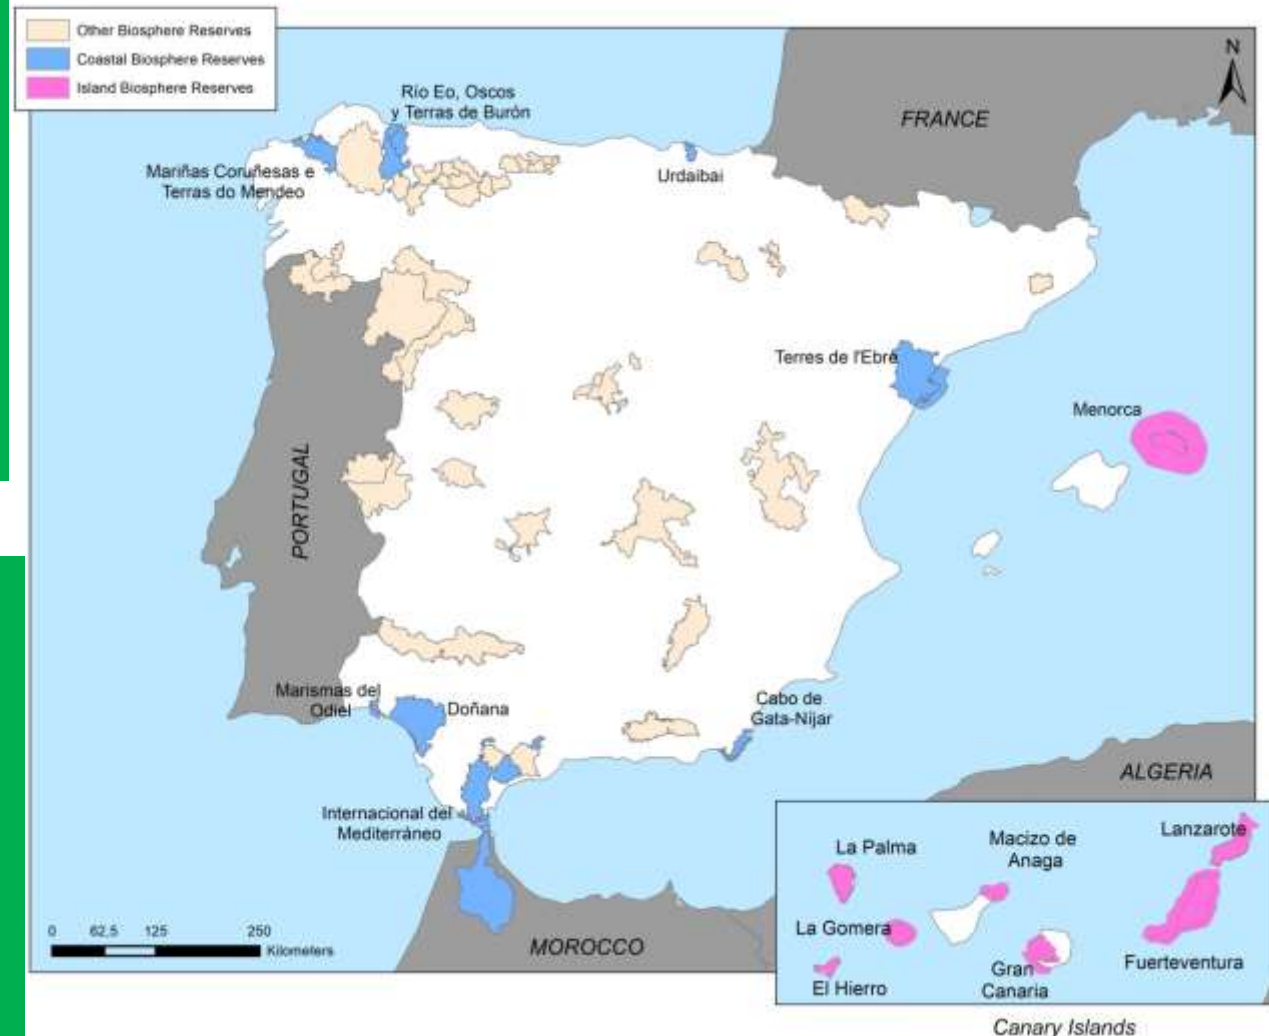 Other Biosphere Reserves
Coastal Biosphere Reserves
Island Biosphere Reserves
N
Río Eo, Oscos
y Terras de Burón
FRANCE
Mariñas Coruñesas e
Terras do Mendeo
Urdaibai
Terres de l'Ebre
Menorca
PORTUGAL
Marismas del
Odiel
Doñana
Cabo de
Gata-Níjar
ALGERIA
Internacional del
Mediterráneo
MOROCCO
0 62,5 125 250
Kilometers
La Palma
Macizo de
Anaga
Lanzarote
La Gomera
El Hierro
Gran
Canaria
Fuerteventura
Canary Islands